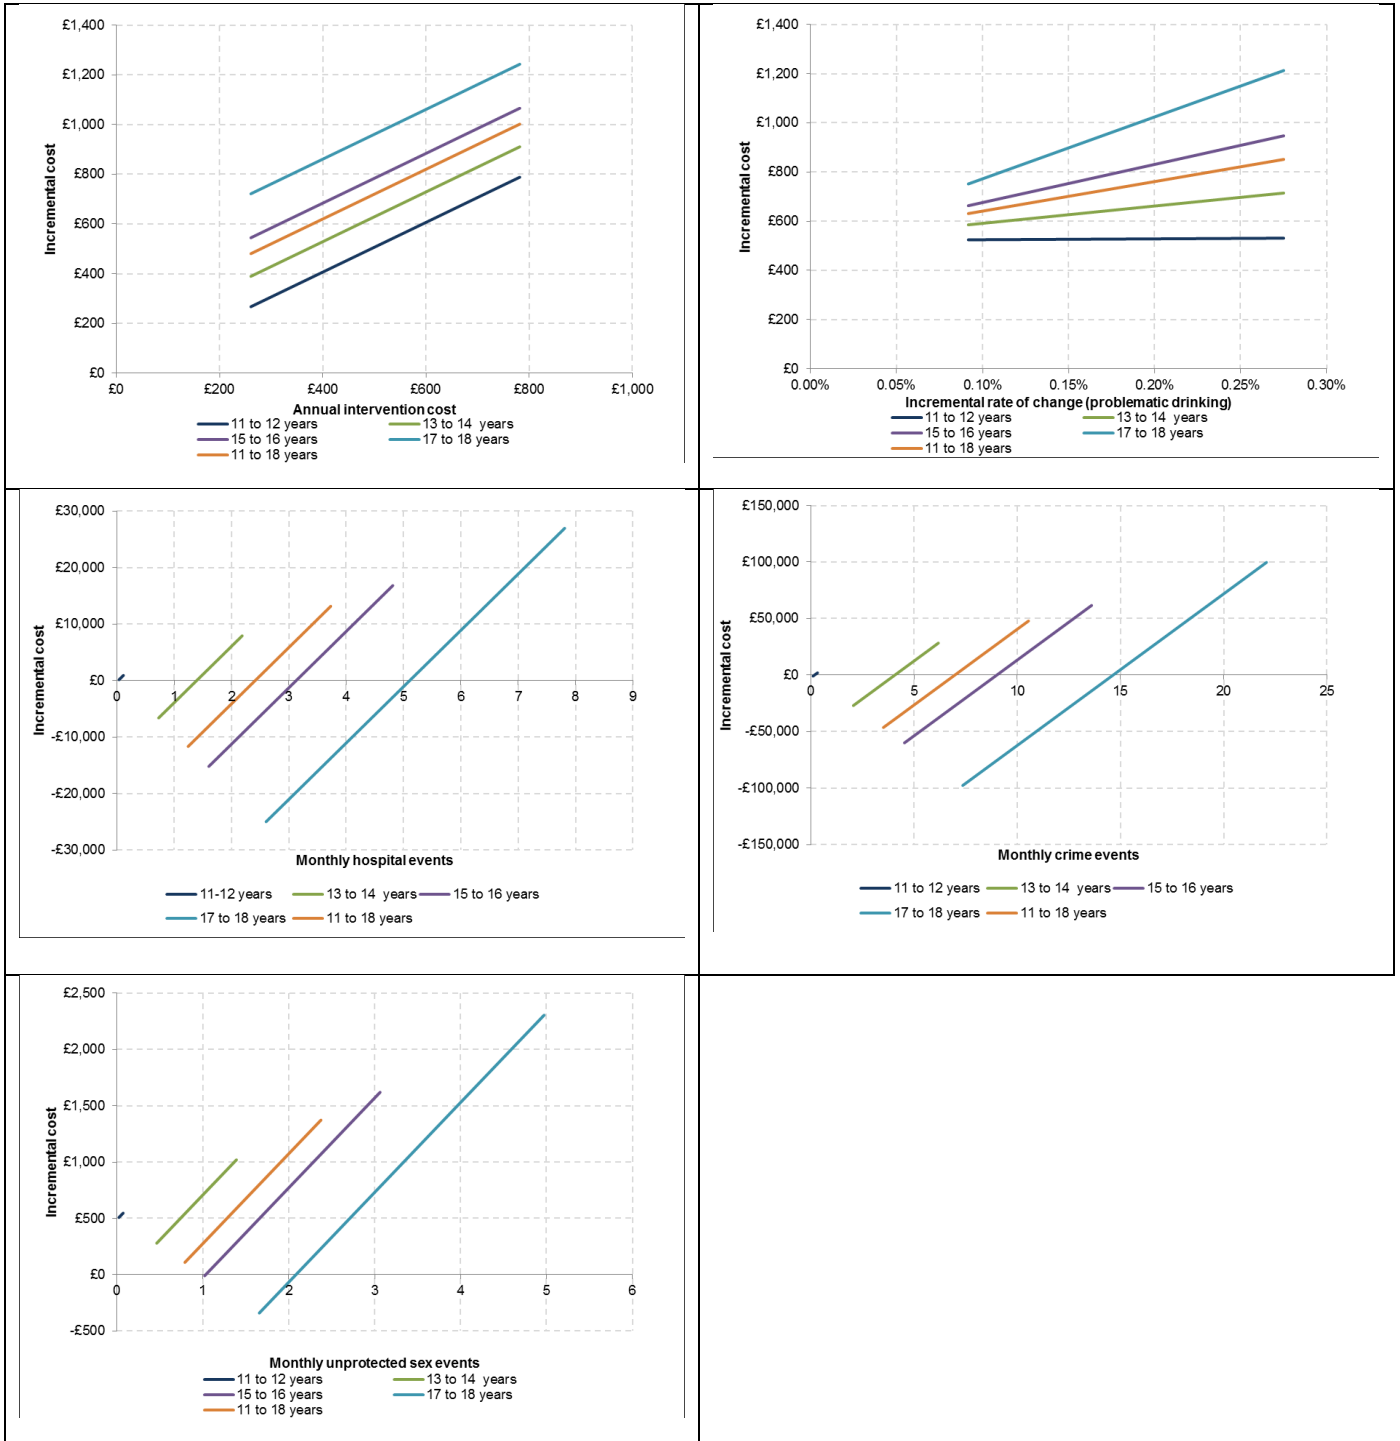 £1,400
£1,200
£1,000
£800
£600
£400
£200
£0
£0 £200 £400 £600 £800 £1,000
Incremental cost
Annual intervention cost
11 to 12 years 13 to 14 years
15 to 16 years 17 to 18 years
11 to 18 years
£1,400
£1,200
£1,000
£800
£600
£400
£200
£0
0.00% 0.05% 0.10% 0.15% 0.20% 0.25% 0.30%
Incremental cost
Incremental rate of change (problematic drinking)
11 to 12 years 13 to 14 years
15 to 16 years 17 to 18 years
11 to 18 years
£30,000
£20,000
£10,000
£0
0 1 2 3 4 5 6 7 8 9
-£10,000
-£20,000
-£30,000
Incremental cost
Monthly hospital events
11-12 years 13 to 14 years 15 to 16 years
17 to 18 years 11 to 18 years
£150,000
£100,000
£50,000
£0
0 5 10 15 20 25
-£50,000
-£100,000
-£150,000
Incremental cost
Monthly crime events
11 to 12 years 13 to 14 years 15 to 16 years
17 to 18 years 11 to 18 years
£2,500
£2,000
£1,500
£1,000
£500
£0
0 1 2 3 4 5 6
-£500
Incremental cost
Monthly unprotected sex events
11 to 12 years 13 to 14 years
15 to 16 years 17 to 18 years
11 to 18 years